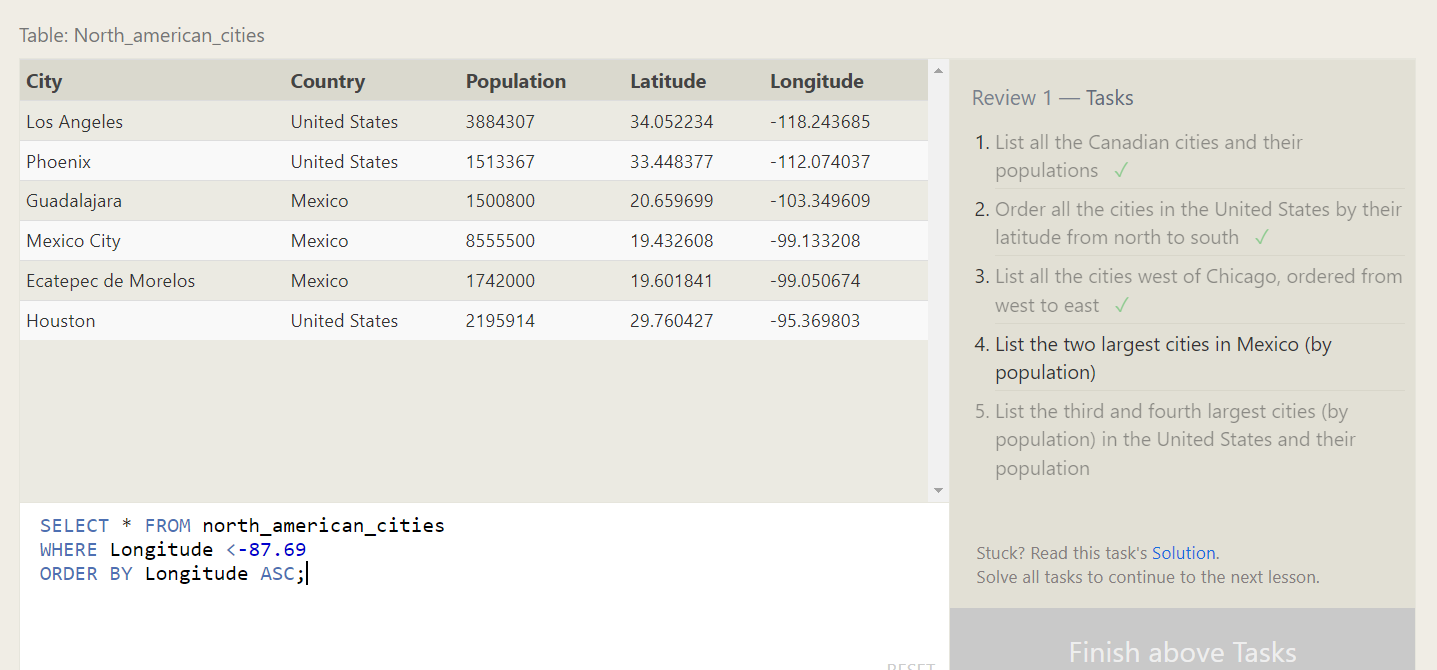 Table: North_american_cities
City Country Population Latitude Longitude
Los Angeles United States 3884307 34.052234 -118.243685
Phoenix United States 1513367 33.448377 -112.074037
Guadalajara Mexico 1500800 20.659699 -103.349609
Mexico City Mexico 8555500 19.432608 -99.133208
Ecatepec de Morelos Mexico 1742000 19.601841 -99.050674
Houston United States 2195914 29.760427 -95.369803
SELECT * FROM north_american_cities
WHERE Longitude <-87.69
ORDER BY Longitude ASC;
RESET
Review 1 — Tasks
1. List all the Canadian cities and their
populations ✓
2. Order all the cities in the United States by their
latitude from north to south ✓
3. List all the cities west of Chicago, ordered from
west to east ✓
4. List the two largest cities in Mexico (by
population)
5. List the third and fourth largest cities (by
population) in the United States and their
population
Stuck? Read this task's Solution.
Solve all tasks to continue to the next lesson.
Finish above Tasks